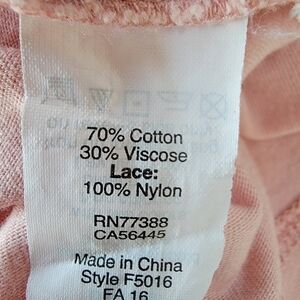 70% Cotton
30% Viscose
Lace:
100% Nylon
RN77388
CA56445
Made in China
Style F5016
FA 16